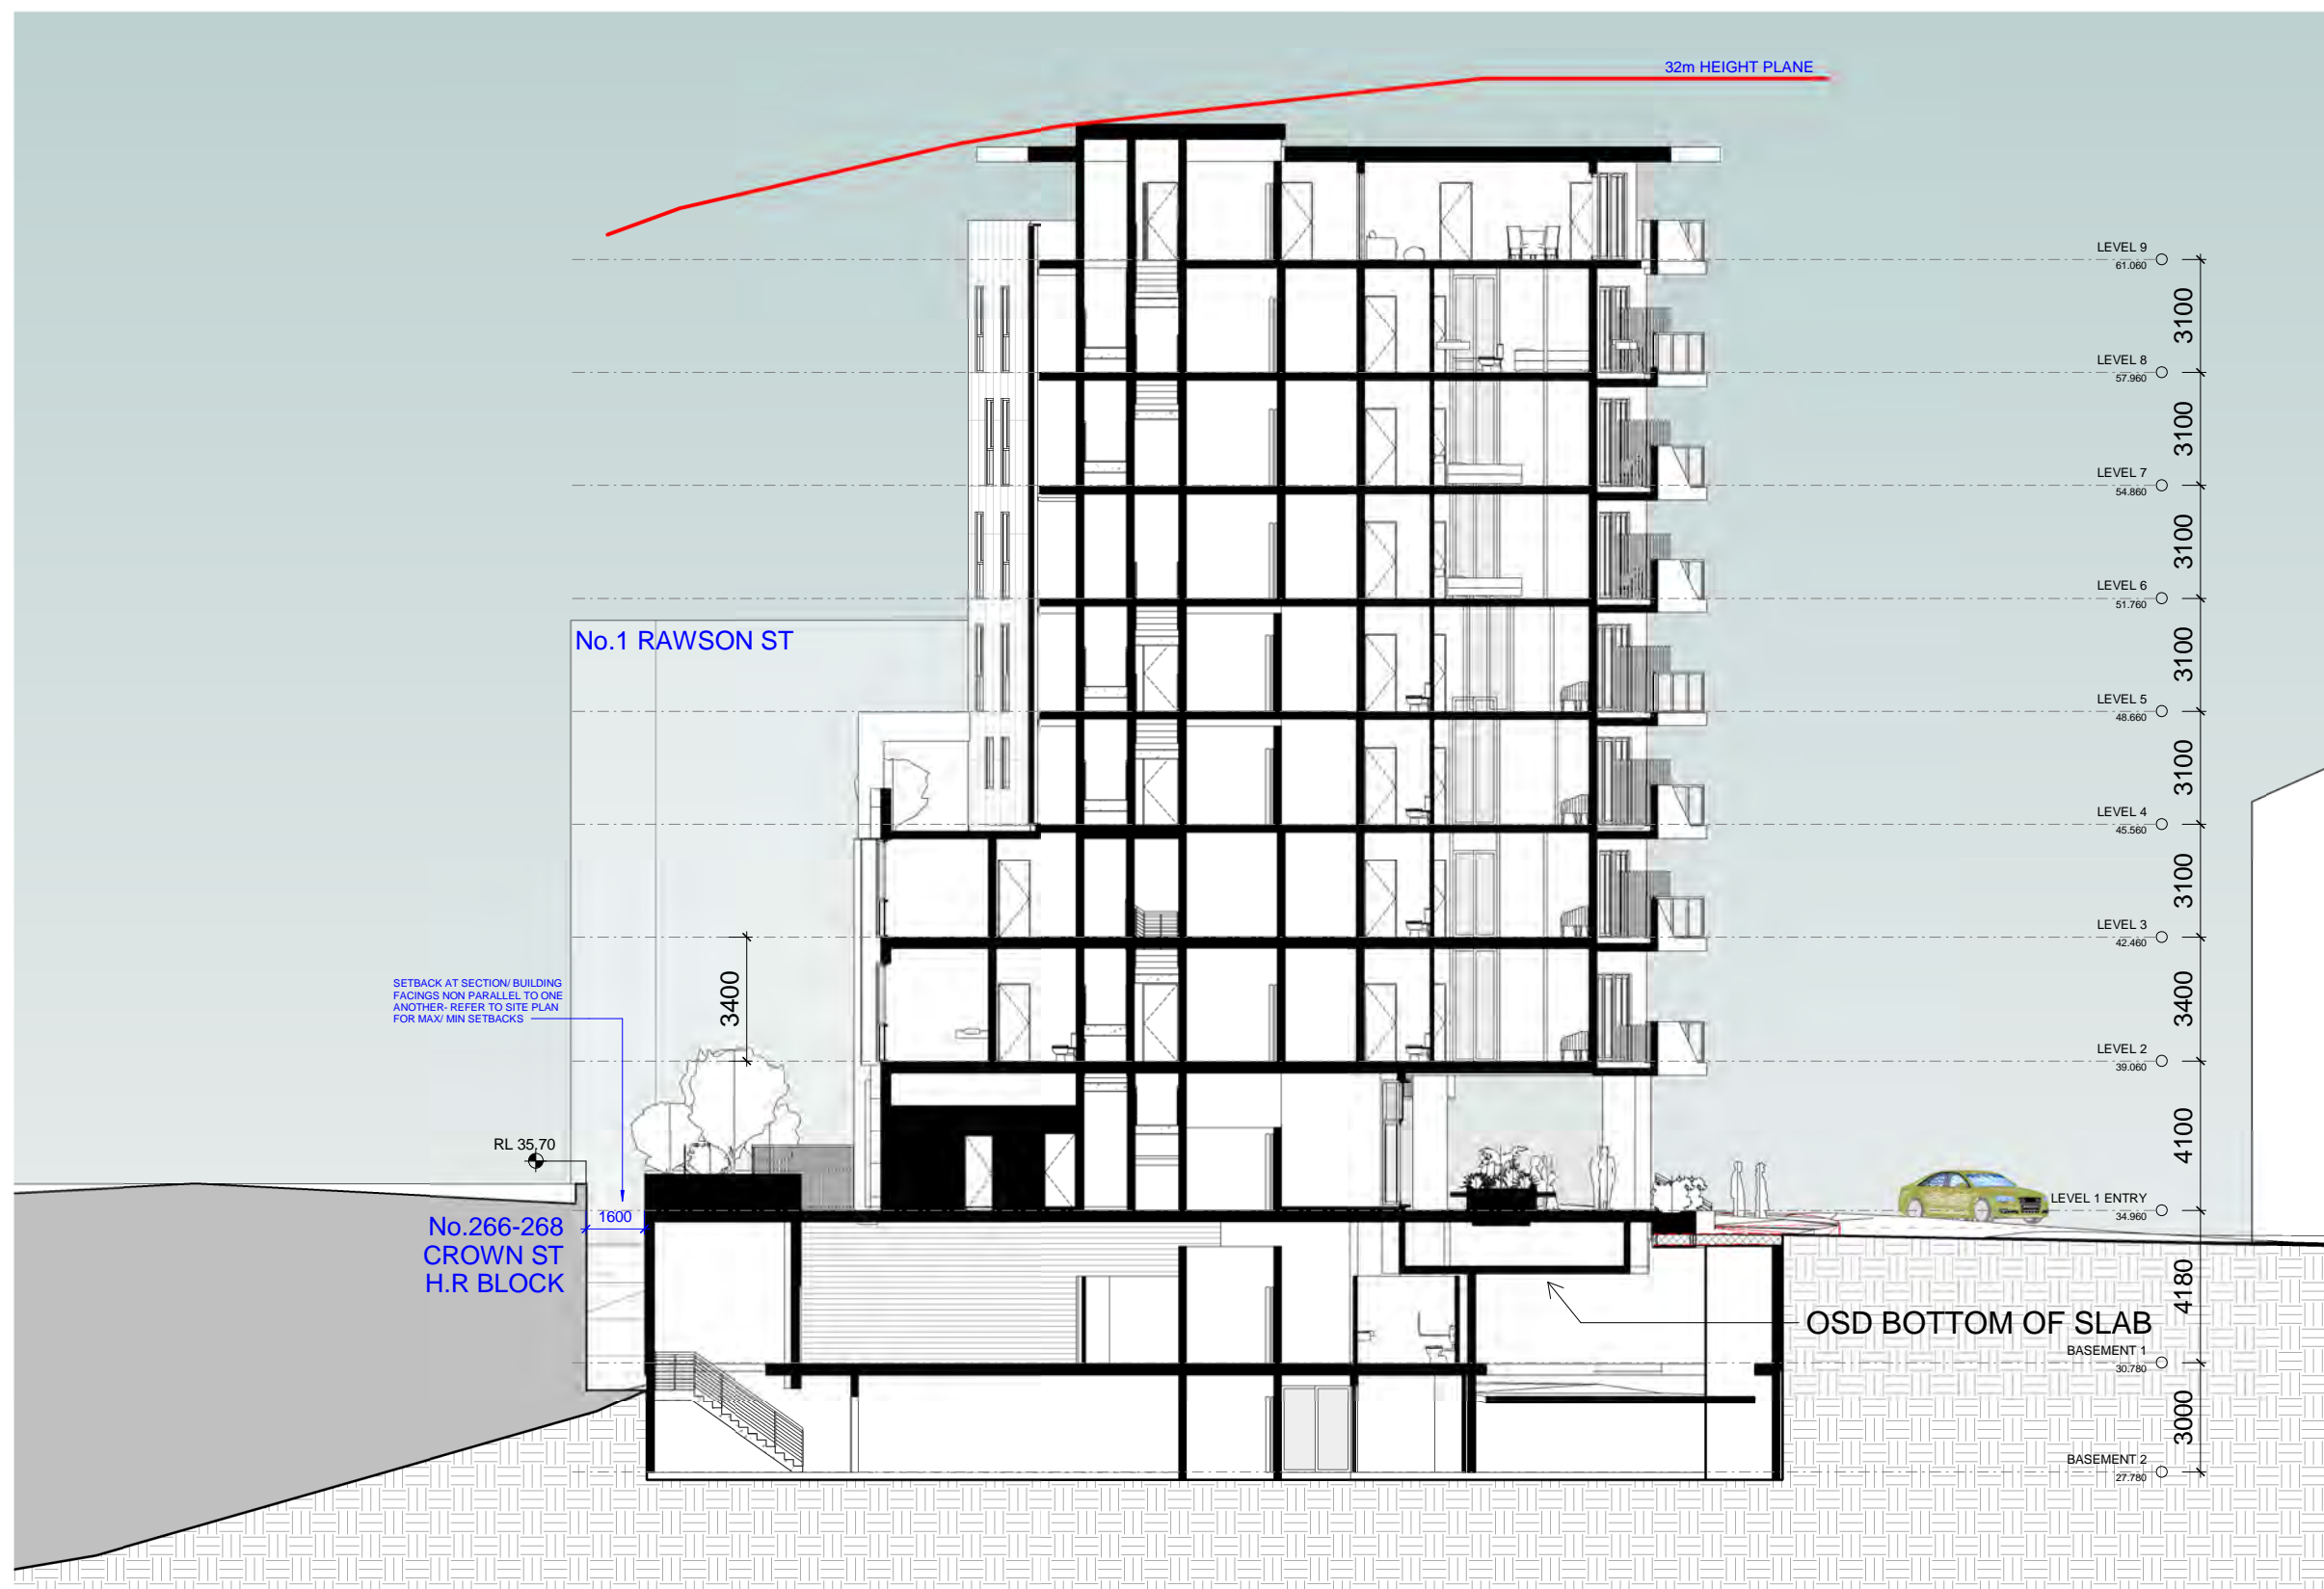 32m HEIGHT PLANE
LEVEL 9
61.060
3100
LEVEL 8
57.960
3100
LEVEL 7
54.860
3100
LEVEL 6
51.760
No.1 RAWSON ST
3100
LEVEL 5
48.660
3100
LEVEL 4
45.560
3100
LEVEL 3
42.460
SETBACK AT SECTION/ BUILDING
FACINGS NON PARALLEL TO ONE
ANOTHER- REFER TO SITE PLAN
FOR MAX/ MIN SETBACKS
3400
3400
LEVEL 2
39.060
4100
RL 35,70
LEVEL 1 ENTRY
34.960
1600
No.266-268
CROWN ST
H.R BLOCK
4180
OSD BOTTOM OF SLAB
BASEMENT 1
30.780
3000
BASEMENT 2
27.780